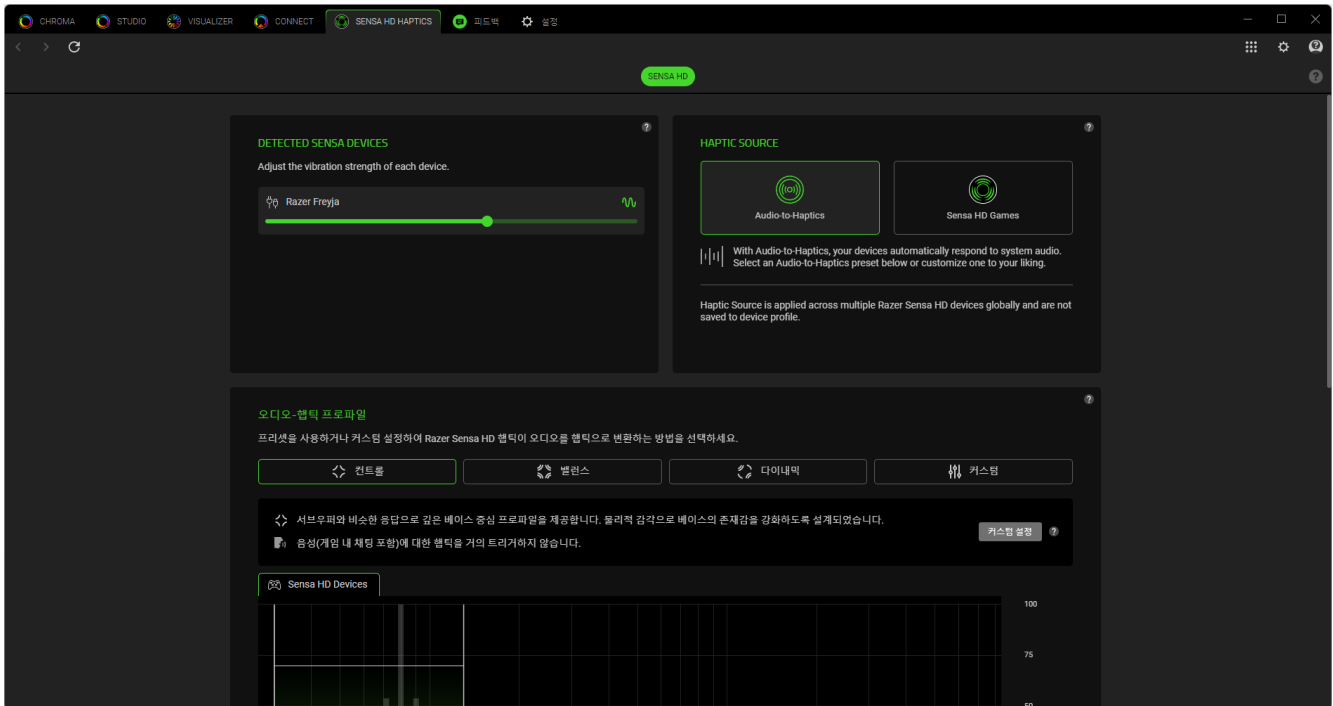 CHROMA
STUDIO
VISUALIZER
CONNECT
SENSA HD HAPTICS
피드백
설정
SENSA HD
DETECTED SENSA DEVICES
Adjust the vibration strength of each device.
Razer Freyja
HAPTIC SOURCE
Audio-to-Haptics
Sensa HD Games
With Audio-to-Haptics, your devices automatically respond to system audio.
Select an Audio-to-Haptics preset below or customize one to your liking.
Haptic Source is applied across multiple Razer Sensa HD devices globally and are not
saved to device profile.
오디오-햅틱 프로파일
프리셋을 사용하거나 커스텀 설정하여 Razer Sensa HD 햅틱이 오디오를 햅틱으로 변환하는 방법을 선택하세요.
컨트롤
밸런스
다이내믹
커스텀
서브우퍼와 비슷한 응답으로 깊은 베이스 중심 프로파일을 제공합니다. 물리적 감각으로 베이스의 존재감을 강화하도록 설계되었습니다.
음성(게임 내 채팅 포함)에 대한 햅틱을 거의 트리거하지 않습니다.
커스텀 설정
Sensa HD Devices
100
75
50